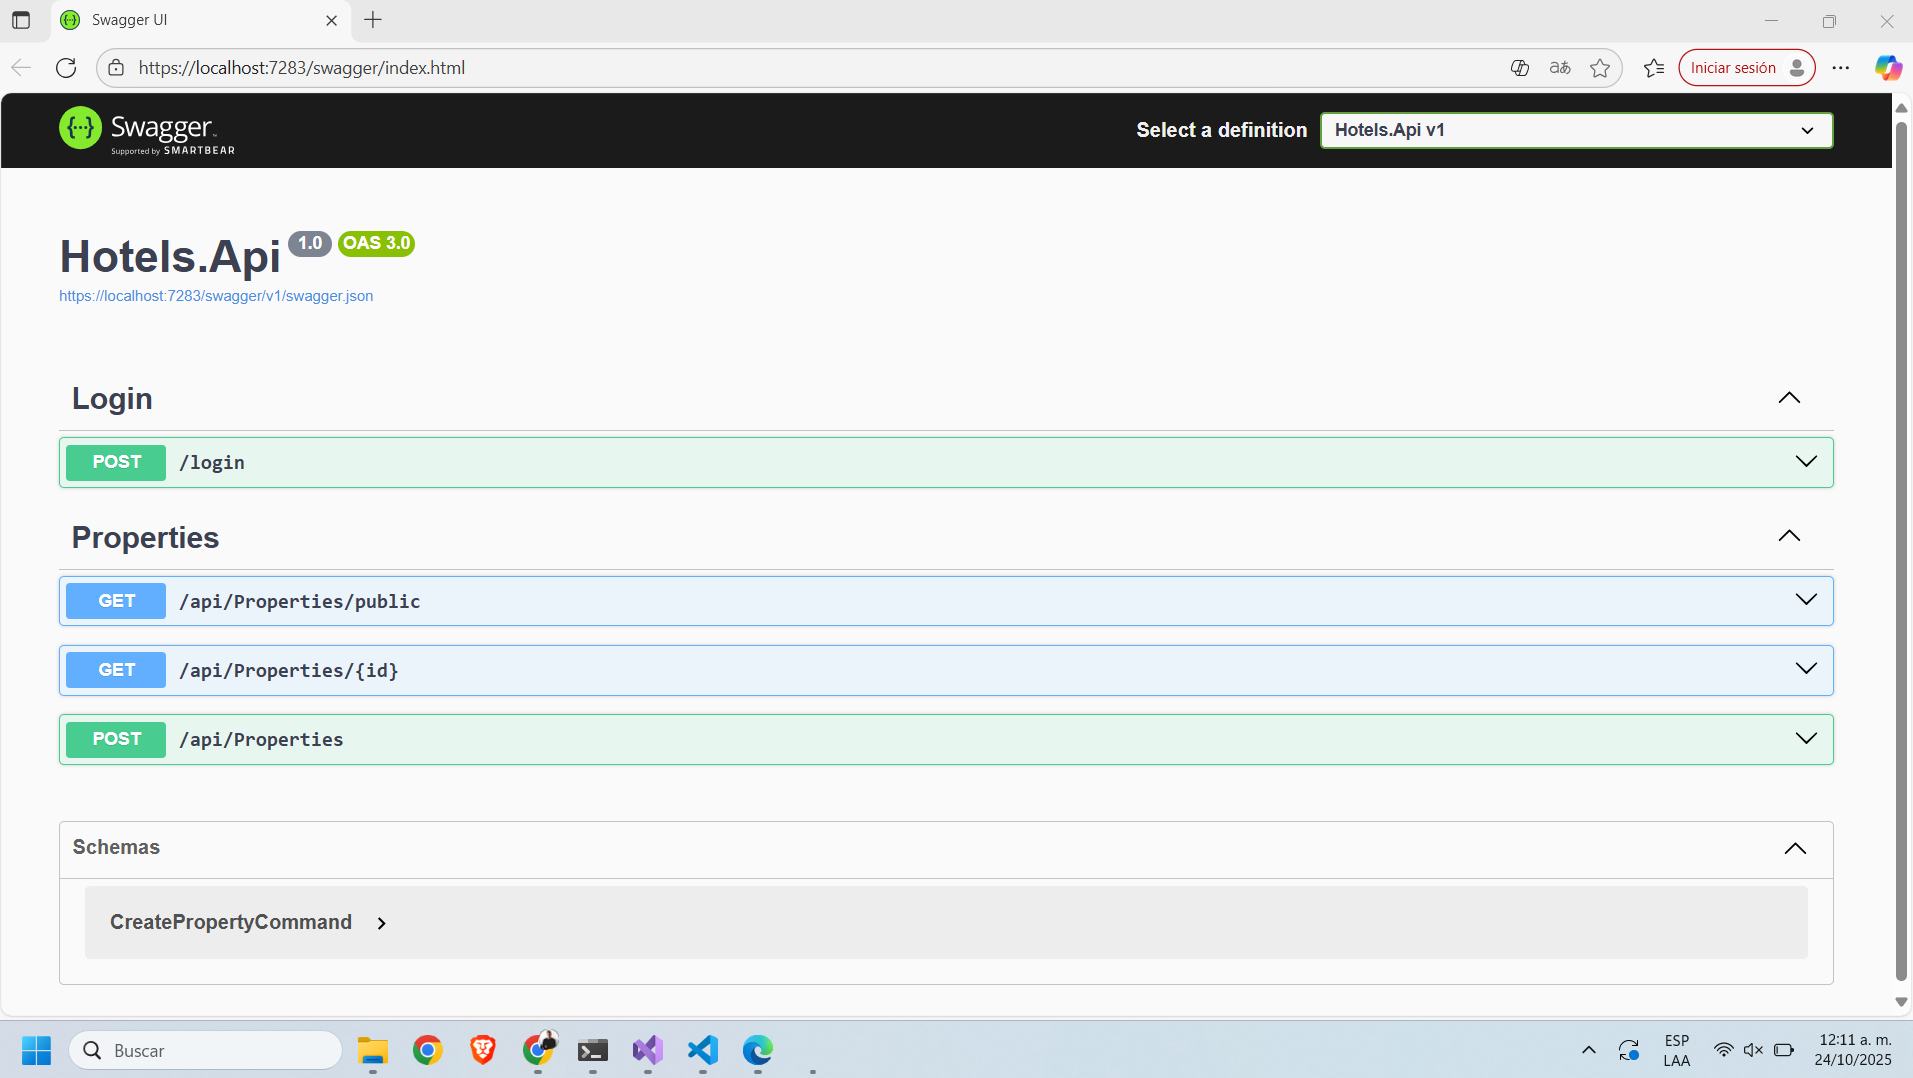 Swagger UI
https://localhost:7283/swagger/index.html
Iniciar sesión
Swagger
Supported by SMARTBEAR
Select a definition
Hotels.Api v1
Hotels.Api 1.0 OAS 3.0
https://localhost:7283/swagger/v1/swagger.json
Login
POST /login
Properties
GET /api/Properties/public
GET /api/Properties/{id}
POST /api/Properties
Schemas
CreatePropertyCommand
Buscar
ESP
LAA
12:11 a. m.
24/10/2025